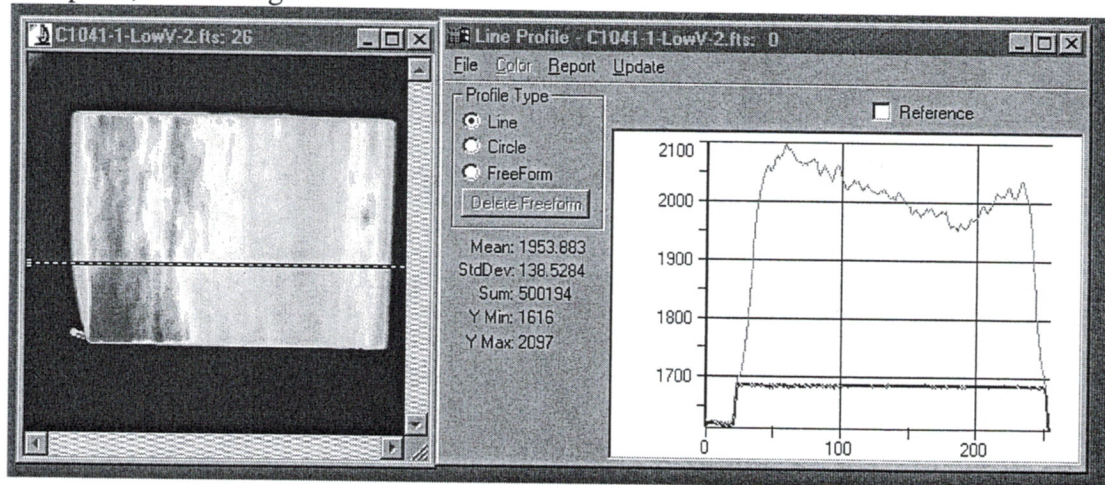 C1041-1-LowV-2.fts: 26
Line Profile - C1041-1-LowV-2.fts: 0
File Color Report Update
Profile Type
Line
Circle
FreeForm
Delete Freeform
Mean: 1953.883
StdDev: 138.5284
Sum: 500194
Y Min: 1616
Y Max: 2097
Reference
2100
2000
1900
1800
1700
0 100 200